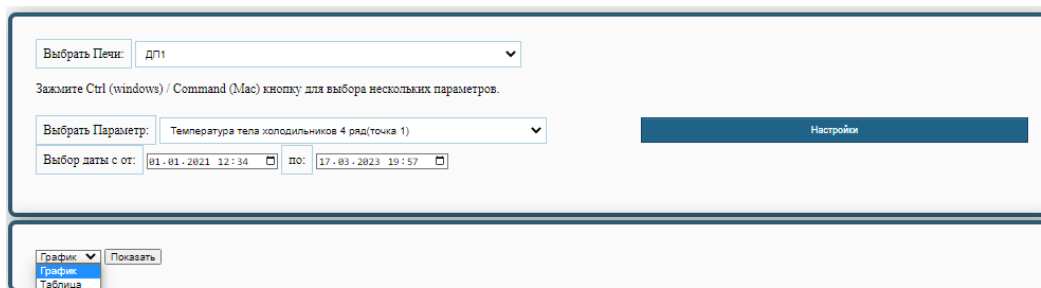 Выбрать Печи: ДП1
Зажмите Ctrl (windows) / Command (Mac) кнопку для выбора нескольких параметров.
Выбрать Параметр: Температура тела холодильников 4 ряд(точка 1) Настройки
Выбор даты с от: 01.01.2021 12:34 по: 17.03.2023 19:57
График Показать
График
Таблица